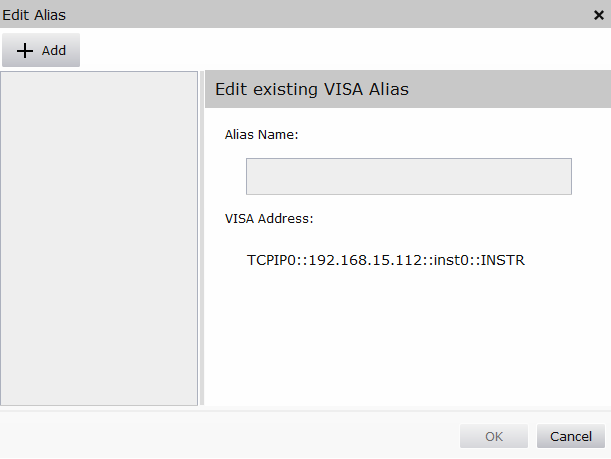 Edit Alias
Add
Edit existing VISA Alias
Alias Name:
VISA Address:
TCPIP0::192.168.15.112::inst0::INSTR
OK
Cancel